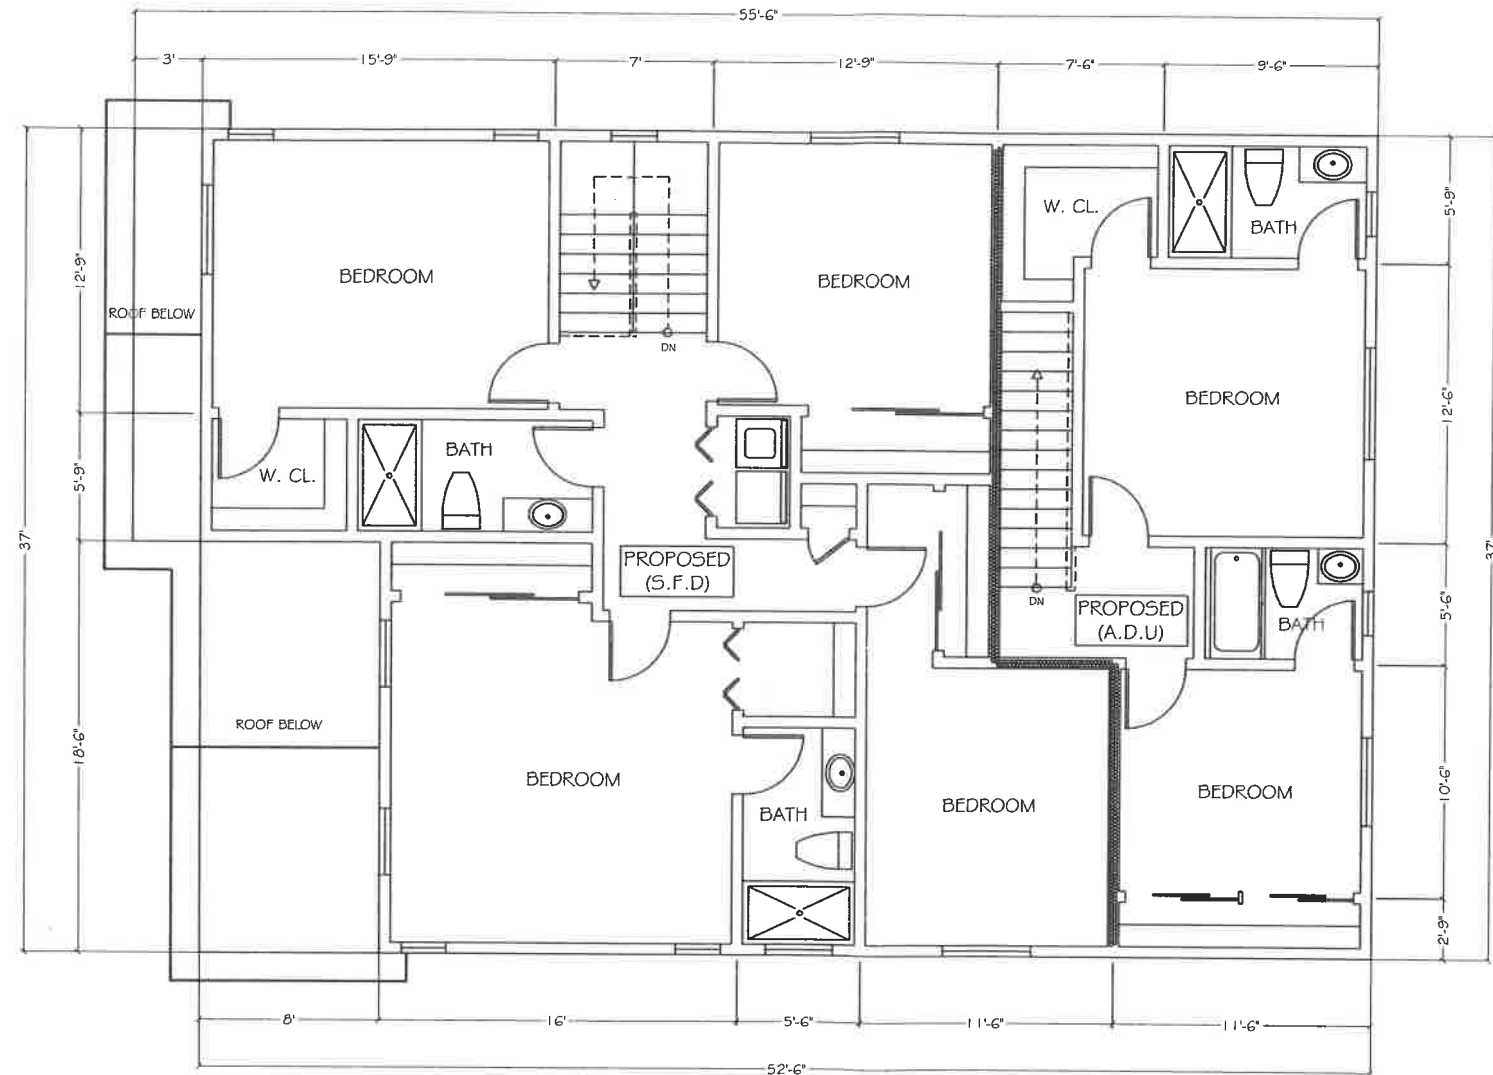 55'-6"
3'
15'-9"
7'
12'-9"
7'-6"
9'-6"
W. CL.
BATH
5'-9"
12'-9"
BEDROOM
BEDROOM
ROOF BELOW
DN
BEDROOM
12'-6"
BATH
W. CL.
5'-9"
37'
37'
PROPOSED
(S.F.D)
DN
PROPOSED
(A.D.U)
BATH
5'-6"
ROOF BELOW
18'-6"
BEDROOM
BATH
BEDROOM
BEDROOM
10'-6"
2'-9"
8'
16'
5'-6"
11'-6"
11'-6"
52'-6"